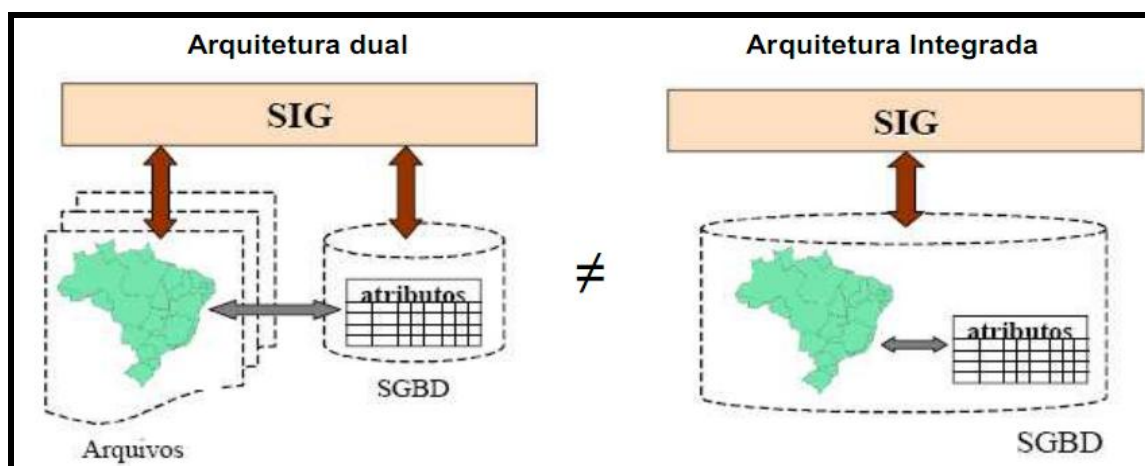 Arquitetura dual
SIG
atributos
SGBD
Arquivos
≠
Arquitetura Integrada
SIG
atributos
SGBD